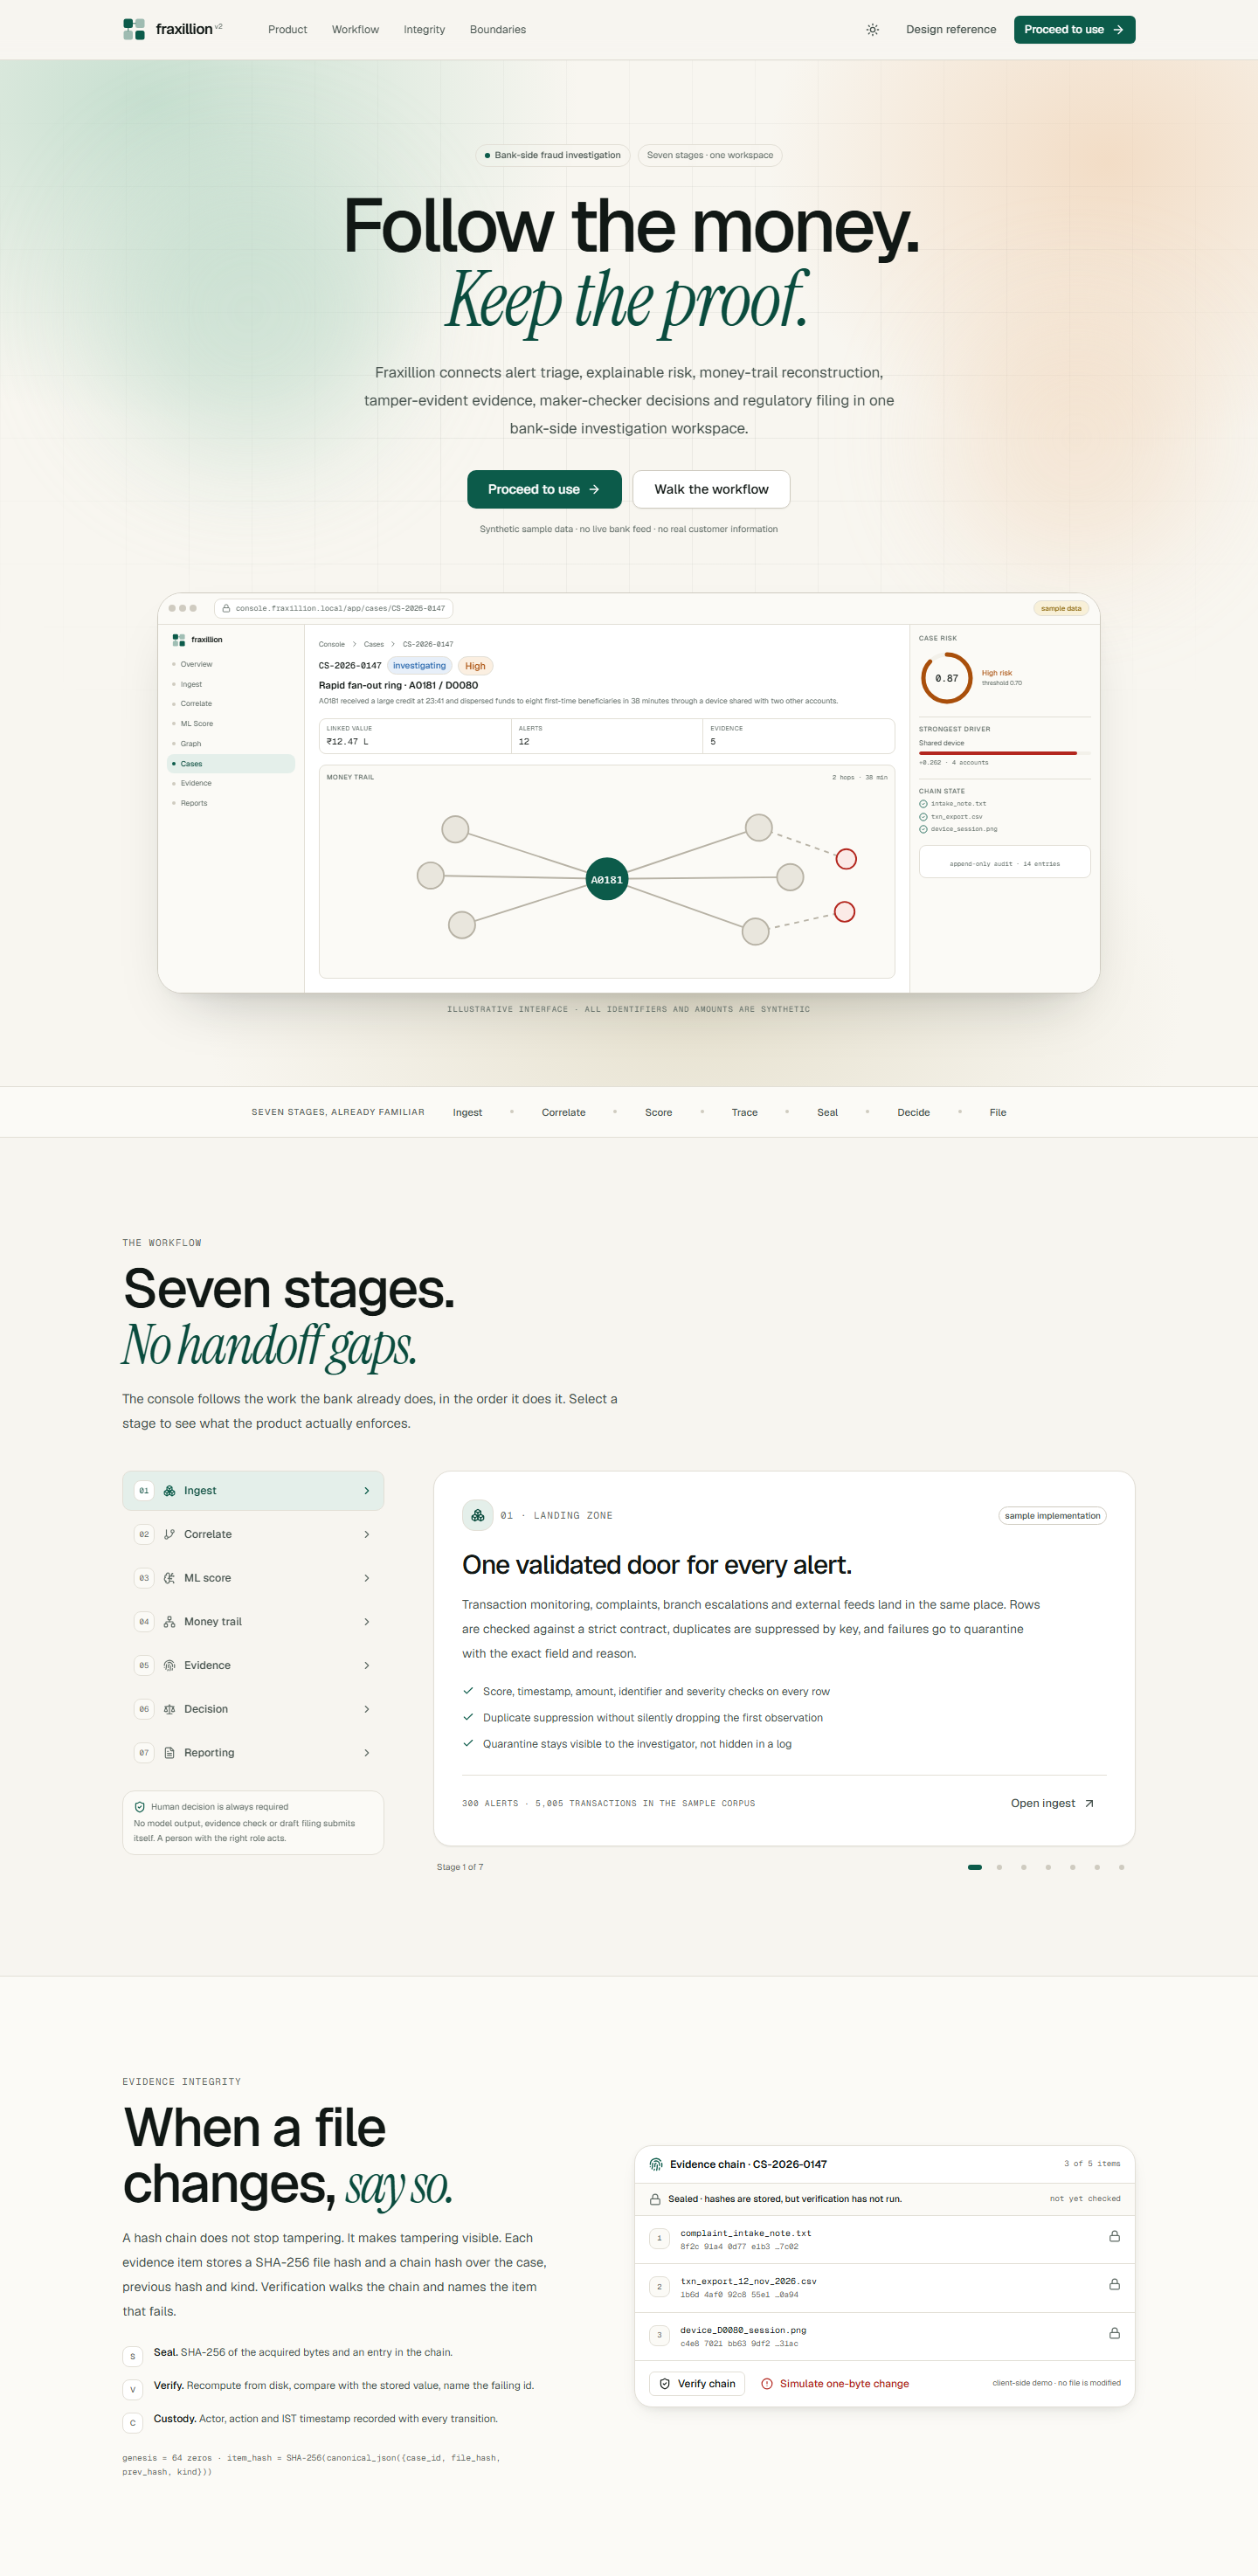 fraxillion v2
Product
Workflow
Integrity
Boundaries
Design reference
Proceed to use
Bank-side fraud investigation
Seven stages · one workspace
Follow the money.
Keep the proof.
Fraxillion connects alert triage, explainable risk, money-trail reconstruction,
tamper-evident evidence, maker-checker decisions and regulatory filing in one
bank-side investigation workspace.
Proceed to use
Walk the workflow
Synthetic sample data · no live bank feed · no real customer information
console.fraxillion.local/app/cases/CS-2026-0147
sample data
fraxillion
Overview
Ingest
Correlate
ML Score
Graph
Cases
Evidence
Reports
Console > Cases > CS-2026-0147
CS-2026-0147 investigating High
Rapid fan-out ring · A0181 / D0080
A0181 received a large credit at 23:41 and dispersed funds to eight first-time beneficiaries in 38 minutes through a device shared with two other accounts.
LINKED VALUE
₹12.47 L
ALERTS
12
EVIDENCE
5
MONEY TRAIL
2 hops · 38 min
A0181
CASE RISK
0.87
High risk
threshold 0.70
STRONGEST DRIVER
Shared device
+0.262 · 4 accounts
CHAIN STATE
intake_note.txt
txn_export.csv
device_session.png
append-only audit · 14 entries
ILLUSTRATIVE INTERFACE · ALL IDENTIFIERS AND AMOUNTS ARE SYNTHETIC
SEVEN STAGES, ALREADY FAMILIAR
Ingest • Correlate • Score • Trace • Seal • Decide • File
THE WORKFLOW
Seven stages.
No handoff gaps.
The console follows the work the bank already does, in the order it does it. Select a
stage to see what the product actually enforces.
01 Ingest
02 Correlate
03 ML score
04 Money trail
05 Evidence
06 Decision
07 Reporting
Human decision is always required
No model output, evidence check or draft filing submits
itself. A person with the right role acts.
01 · LANDING ZONE
sample implementation
One validated door for every alert.
Transaction monitoring, complaints, branch escalations and external feeds land in the same place. Rows
are checked against a strict contract, duplicates are suppressed by key, and failures go to quarantine
with the exact field and reason.
Score, timestamp, amount, identifier and severity checks on every row
Duplicate suppression without silently dropping the first observation
Quarantine stays visible to the investigator, not hidden in a log
300 ALERTS · 5,005 TRANSACTIONS IN THE SAMPLE CORPUS
Open ingest
Stage 1 of 7
EVIDENCE INTEGRITY
When a file
changes, say so.
A hash chain does not stop tampering. It makes tampering visible. Each
evidence item stores a SHA-256 file hash and a chain hash over the case,
previous hash and kind. Verification walks the chain and names the item
that fails.
S Seal. SHA-256 of the acquired bytes and an entry in the chain.
V Verify. Recompute from disk, compare with the stored value, name the failing id.
C Custody. Actor, action and IST timestamp recorded with every transition.
genesis = 64 zeros · item_hash = SHA-256(canonical_json({case_id, file_hash,
prev_hash, kind}))
Evidence chain · CS-2026-0147
3 of 5 items
Sealed · hashes are stored, but verification has not run.
not yet checked
1
complaint_intake_note.txt
8f2c 91a4 0d77 e1b3 …7c02
2
txn_export_12_nov_2026.csv
1b6d 4af0 92c8 55e1 …0a94
3
device_D0080_session.png
c4e8 7021 bb63 9df2 …31ac
Verify chain
Simulate one-byte change
client-side demo · no file is modified